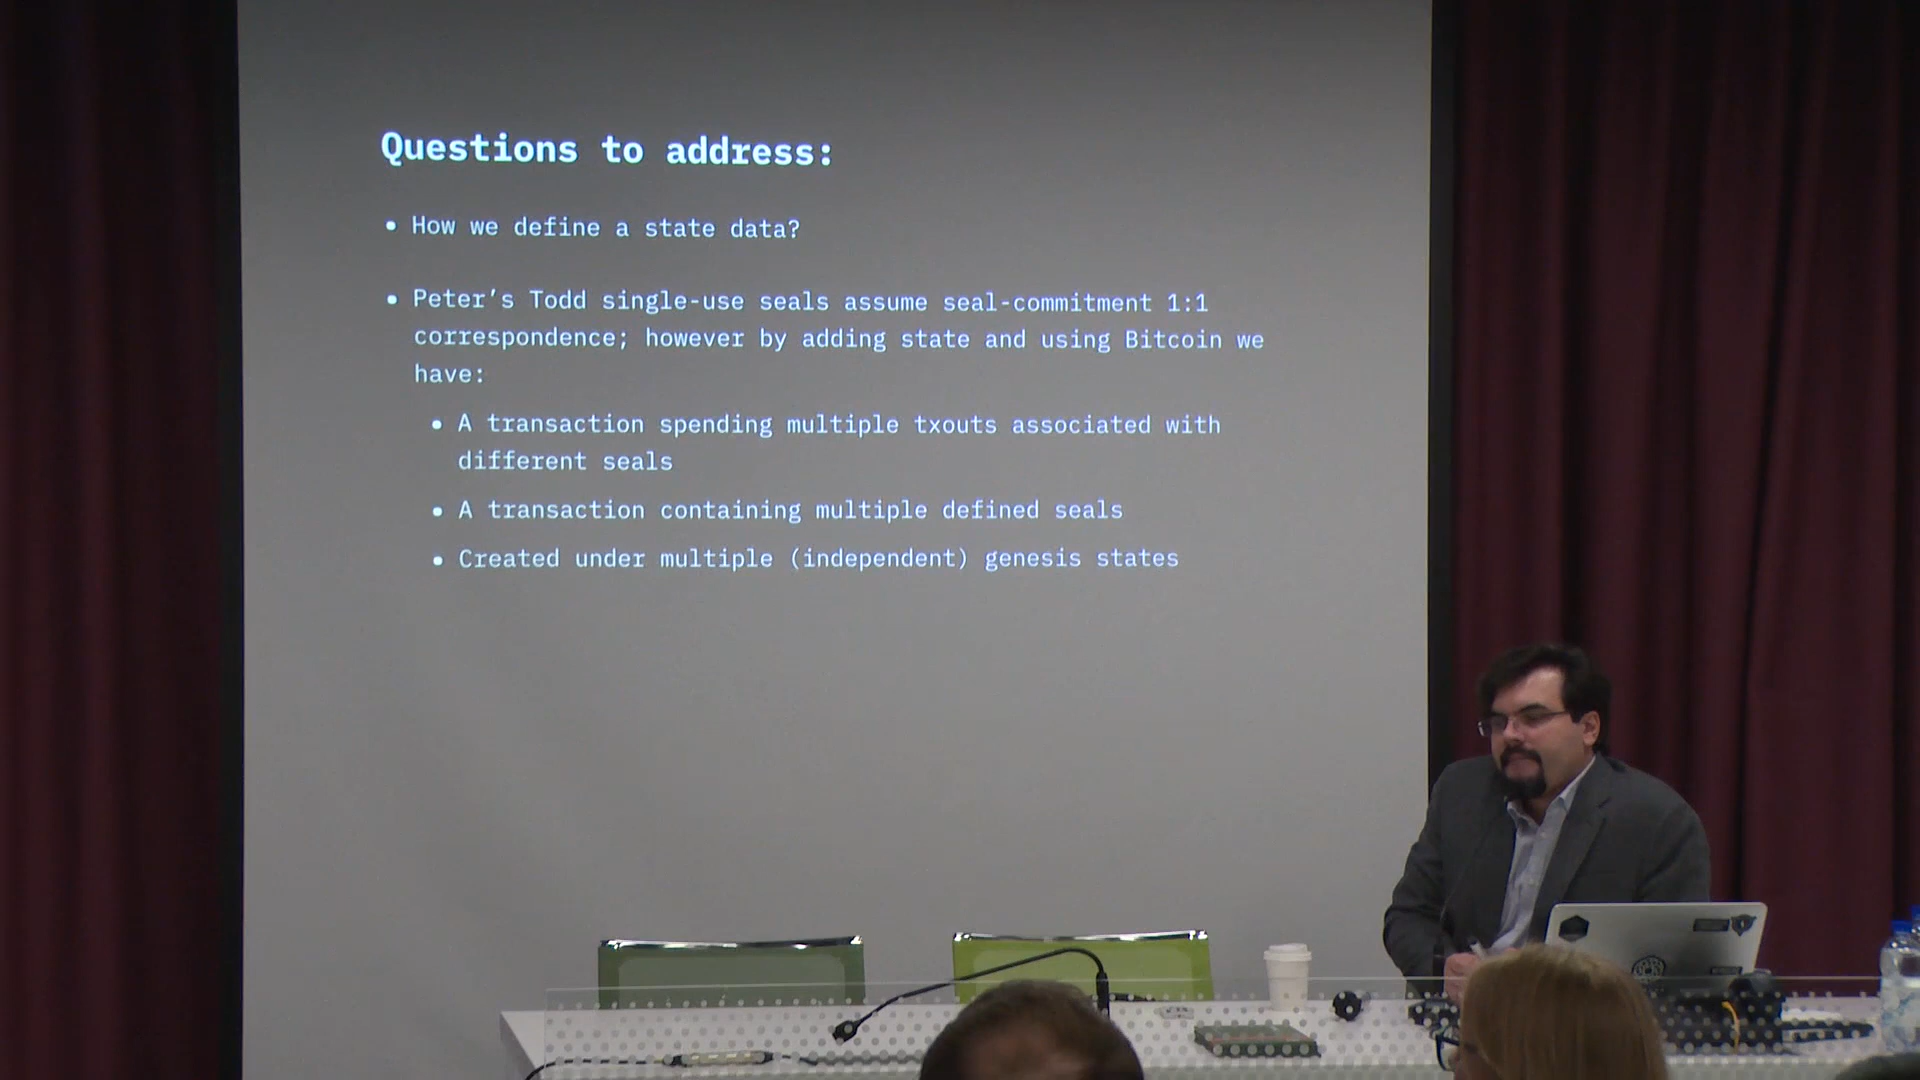 Questions to address:
• How we define a state data?
• Peter’s Todd single-use seals assume seal-commitment 1:1
correspondence; however by adding state and using Bitcoin we
have:
• A transaction spending multiple txouts associated with
different seals
• A transaction containing multiple defined seals
• Created under multiple (independent) genesis states